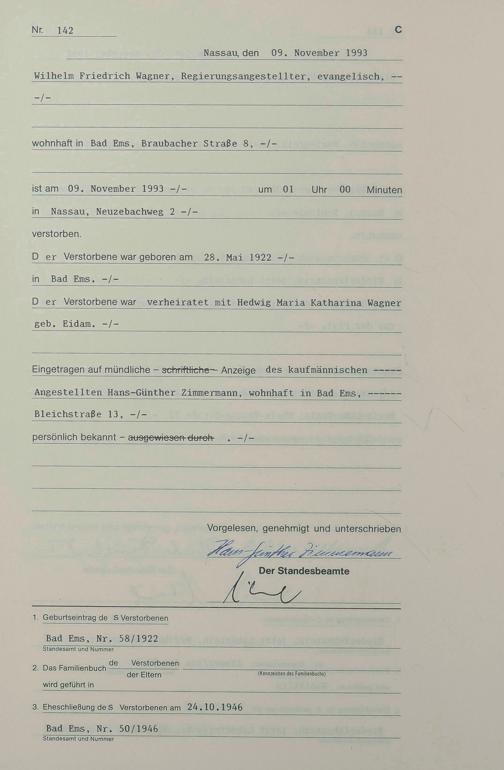 Nr. 142 C
Nassau, den 09. November 1993
Wilhelm Friedrich Wagner, Regierungsangestellter, evangelisch, --
-/-
wohnhaft in Bad Ems, Braubacher Straße 8, -/-
ist am 09. November 1993 -/- um 01 Uhr 00 Minuten
in Nassau, Neuzebachweg 2 -/-
verstorben.
D er Verstorbene war geboren am 28. Mai 1922 -/-
in Bad Ems. -/-
D er Verstorbene war verheiratet mit Hedwig Maria Katharina Wagner
geb. Eidam. -/-
Eingetragen auf mündliche – schriftliche – Anzeige des kaufmännischen -----
Angestellten Hans-Günther Zimmermann, wohnhaft in Bad Ems, ------
Bleichstraße 13, -/-
persönlich bekannt – ausgewiesen durch . -/-
Vorgelesen, genehmigt und unterschrieben
Hans-Günther Zimmermann
Der Standesbeamte
1. Geburtseintrag de S Verstorbenen
Bad Ems, Nr. 58/1922
Standesamt und Nummer
2. Das Familienbuch de Verstorbenen
der Eltern
(Kennzeichen des Familienbuchs)
wird geführt in
3. Eheschließung de S Verstorbenen am 24.10.1946
Bad Ems, Nr. 50/1946
Standesamt und Nummer